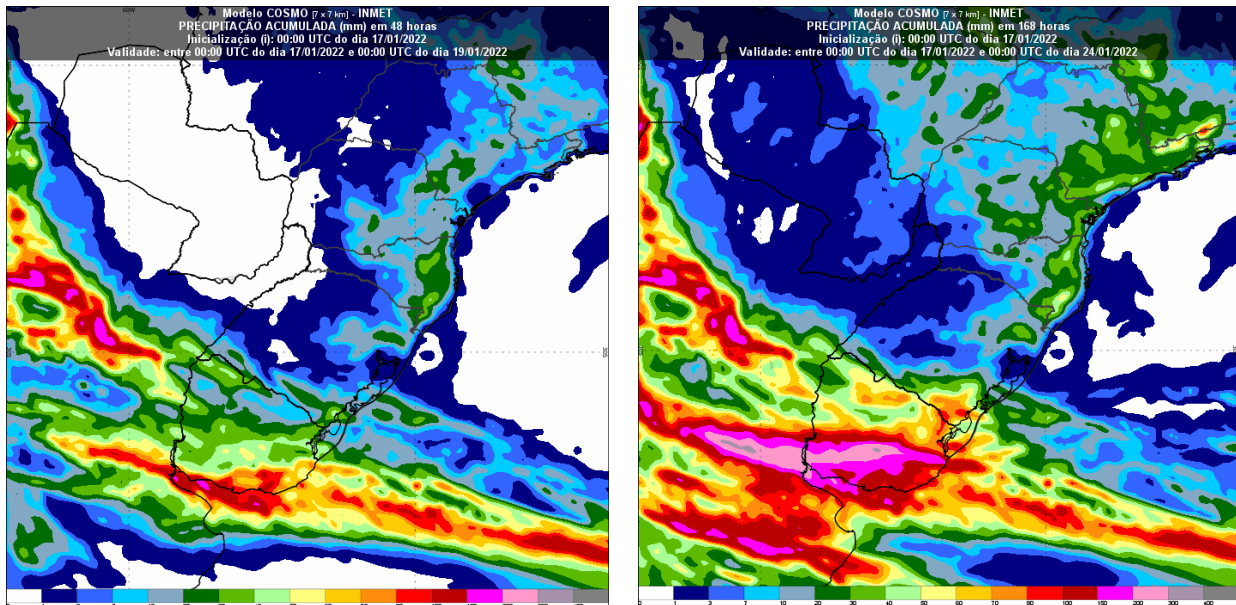 Modelo COSMO [7 x 7 km] - INMET
PRECIPITAÇÃO ACUMULADA (mm) em 48 horas
Inicialização (i): 00:00 UTC do dia 17/01/2022
Validade: entre 00:00 UTC do dia 17/01/2022 e 00:00 UTC do dia 19/01/2022
60W
30S
Modelo COSMO [7 x 7 km] - INMET
PRECIPITAÇÃO ACUMULADA (mm) em 168 horas
Inicialização (i): 00:00 UTC do dia 17/01/2022
Validade: entre 00:00 UTC do dia 17/01/2022 e 00:00 UTC do dia 24/01/2022
0 1 3 7 10 20 30 40 50 60 70 80 100 150 200 300 400